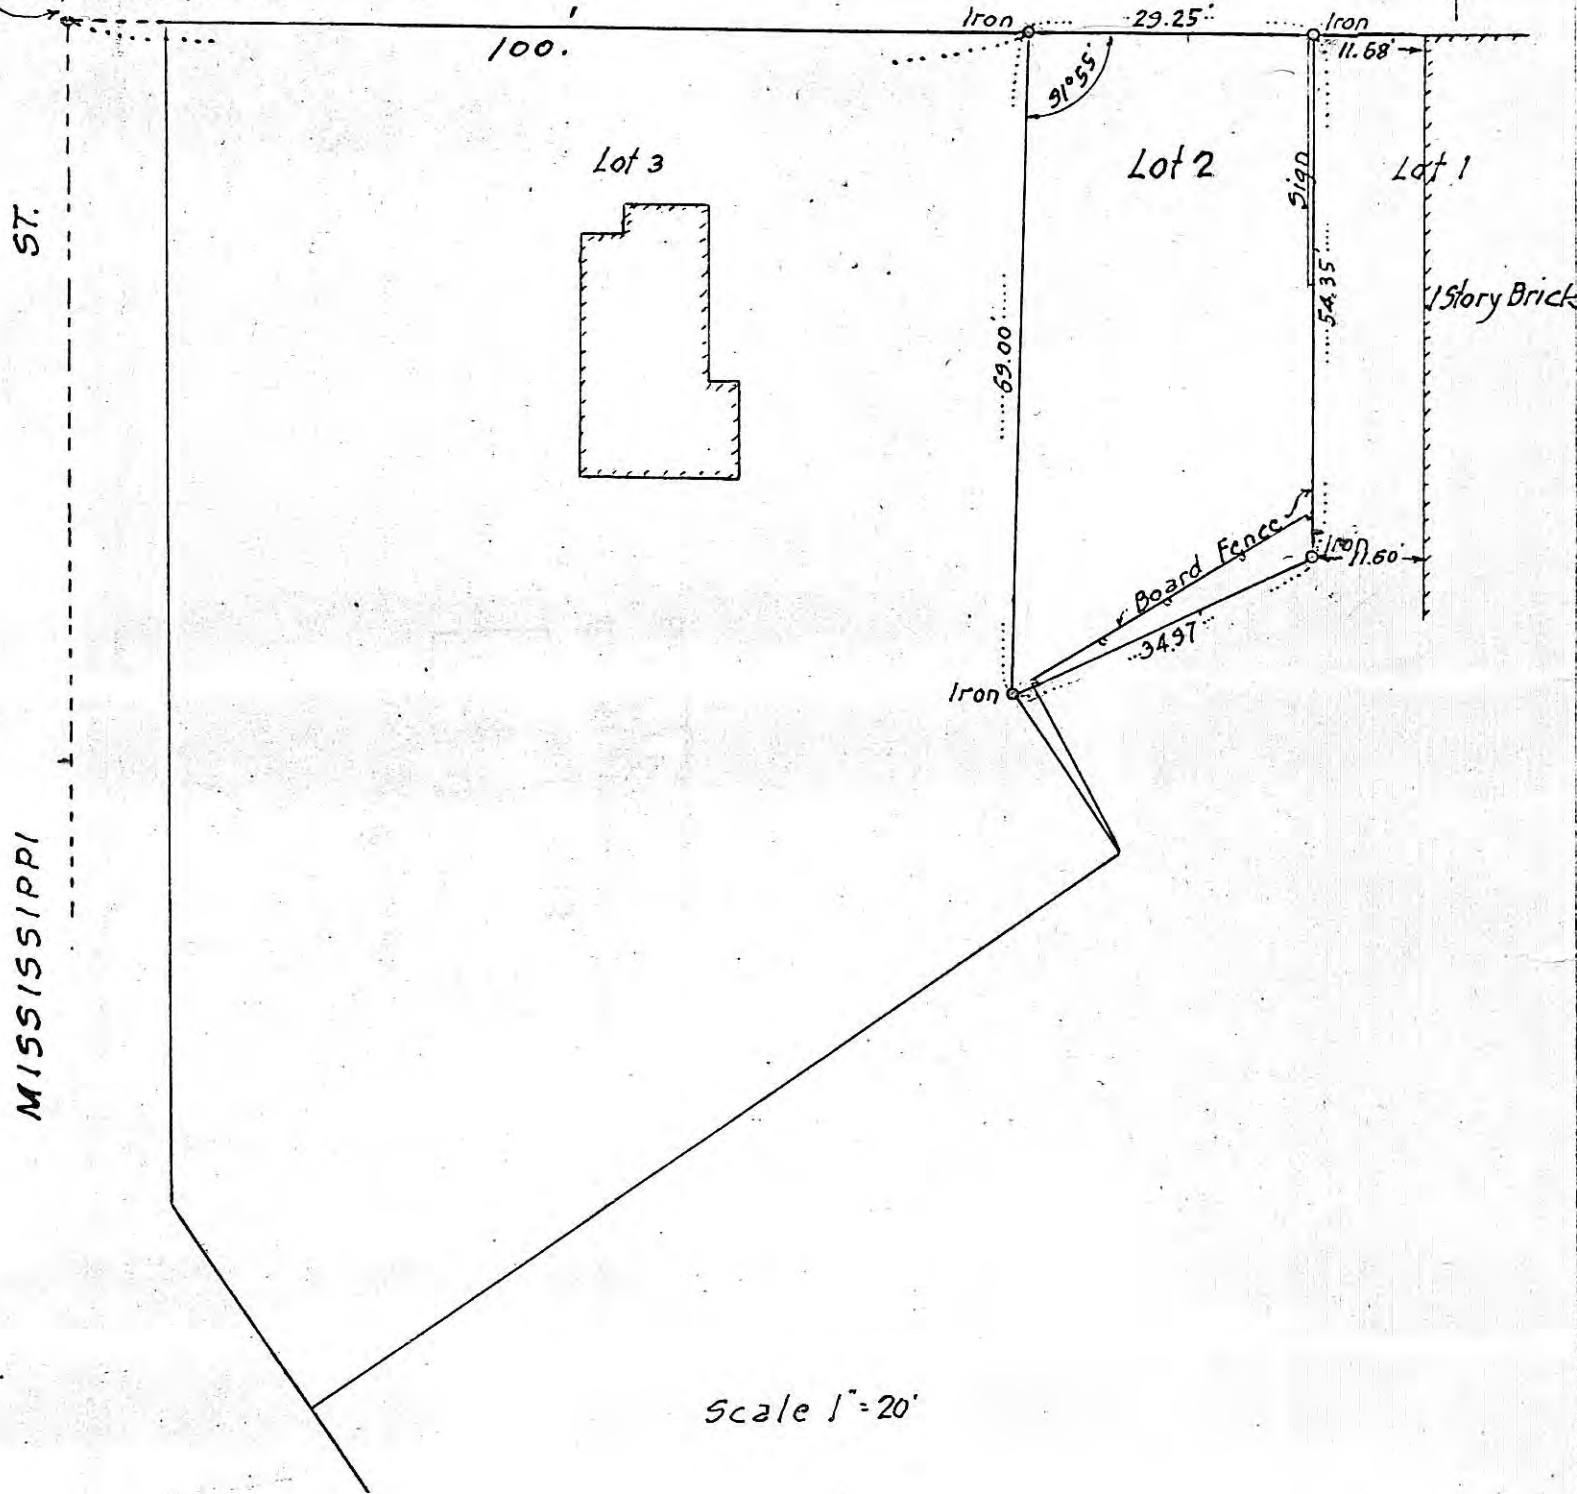 Iron
29.25'
Iron
100.'
11.68'
91°55'
Lot 3
Lot 2
Sign
Lot 1
ST.
54.35'
1 Story Brick
69.00'
Board Fence
Iron
11.60'
34.97'
Iron
MISSISSIPPI
Scale 1"=20'